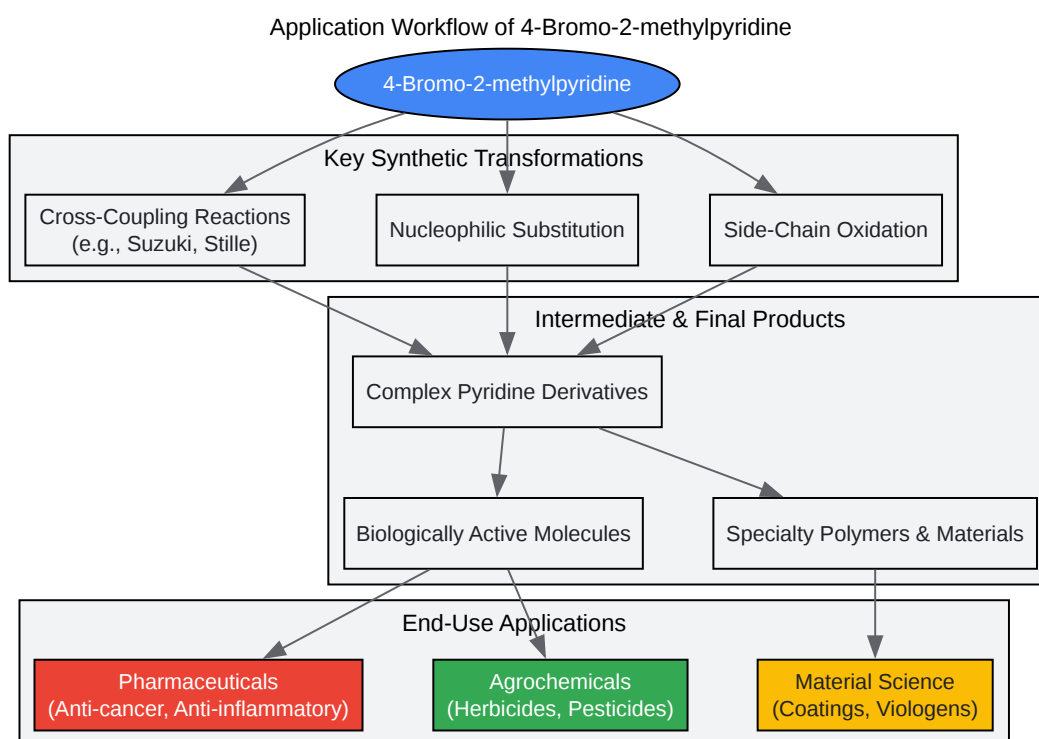 Application Workflow of 4-Bromo-2-methylpyridine
4-Bromo-2-methylpyridine
Key Synthetic Transformations
Cross-Coupling Reactions
(e.g., Suzuki, Stille)
Nucleophilic Substitution
Side-Chain Oxidation
Intermediate & Final Products
Complex Pyridine Derivatives
Biologically Active Molecules
Specialty Polymers & Materials
End-Use Applications
Pharmaceuticals
(Anti-cancer, Anti-inflammatory)
Agrochemicals
(Herbicides, Pesticides)
Material Science
(Coatings, Viologens)